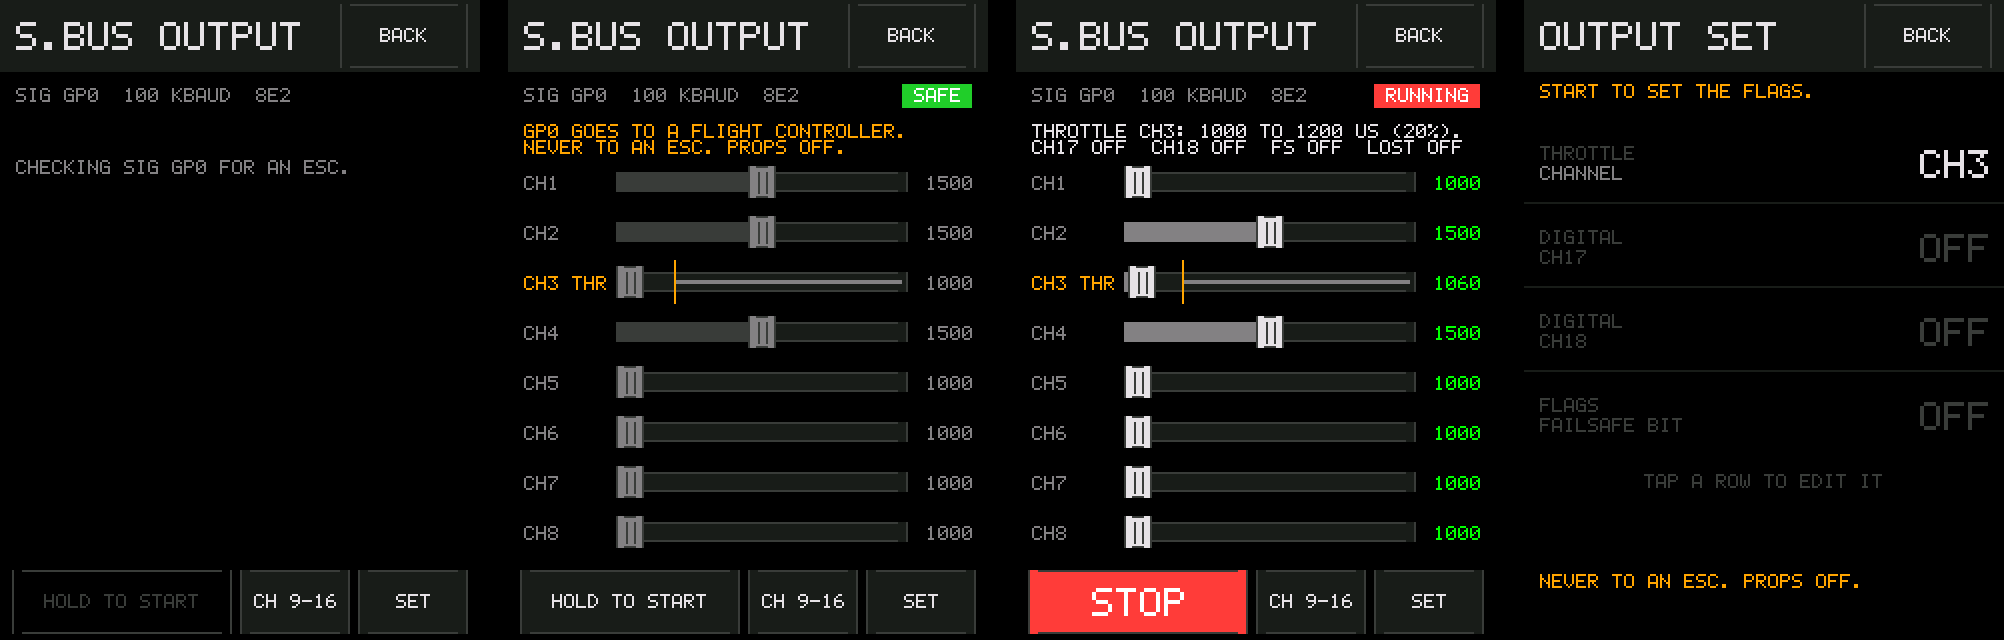 S.BUS OUTPUT
BACK
SIG GP0 100 KBAUD 8E2
CHECKING SIG GP0 FOR AN ESC.
HOLD TO START
CH 9-16
SET
S.BUS OUTPUT
BACK
SIG GP0 100 KBAUD 8E2
SAFE
GP0 GOES TO A FLIGHT CONTROLLER.
NEVER TO AN ESC. PROPS OFF.
CH1 1500
CH2 1500
CH3 THR 1000
CH4 1500
CH5 1000
CH6 1000
CH7 1000
CH8 1000
HOLD TO START
CH 9-16
SET
S.BUS OUTPUT
BACK
SIG GP0 100 KBAUD 8E2
RUNNING
THROTTLE CH3: 1000 TO 1200 US (20%).
CH17 OFF CH18 OFF FS OFF LOST OFF
CH1 1000
CH2 1500
CH3 THR 1060
CH4 1500
CH5 1000
CH6 1000
CH7 1000
CH8 1000
STOP
CH 9-16
SET
OUTPUT SET
BACK
START TO SET THE FLAGS.
THROTTLE
CHANNEL
CH3
DIGITAL
CH17
OFF
DIGITAL
CH18
OFF
FLAGS
FAILSAFE BIT
OFF
TAP A ROW TO EDIT IT
NEVER TO AN ESC. PROPS OFF.